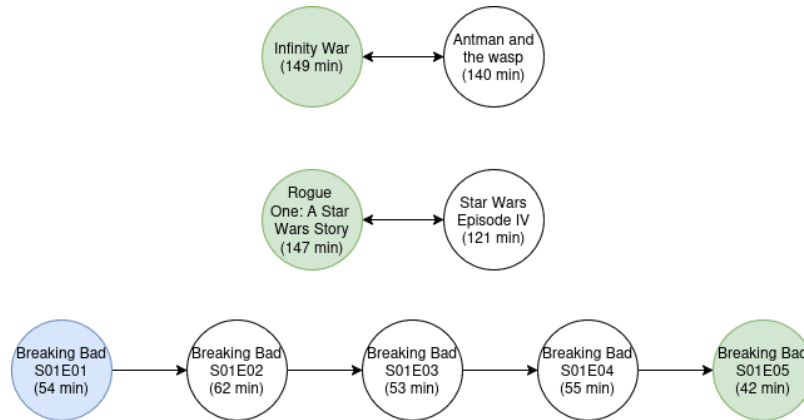 Infinity War
(149 min)
Antman and
the wasp
(140 min)
Rogue
One: A Star
Wars Story
(147 min)
Star Wars
Episode IV
(121 min)
Breaking Bad
S01E01
(54 min)
Breaking Bad
S01E02
(62 min)
Breaking Bad
S01E03
(53 min)
Breaking Bad
S01E04
(55 min)
Breaking Bad
S01E05
(42 min)